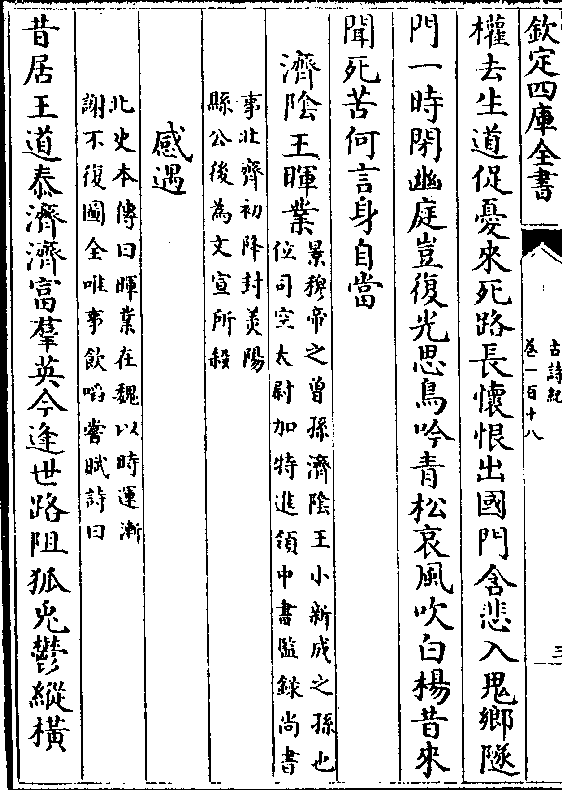 欽定四庫全書
古詩紀
卷一百十八
三
權去生道促憂來死路長懷恨出國門含悲入鬼鄉隧
門一時閉幽庭豈復光思鳥吟青松哀風吹白楊昔來
聞死苦何言身自當
濟陰王暉業
景穆帝之曾孫濟陰王小新成之孫也
位司空太尉加特進領中書監録尚書
事北齊初降封羙陽
縣公後為文宣所殺
感遇
北史本傳曰暉業在魏以時運漸
謝不復圖全唯事飲啗嘗賦詩曰
昔居王道泰濟濟富羣英今逢世路阻狐兎鬱縱橫